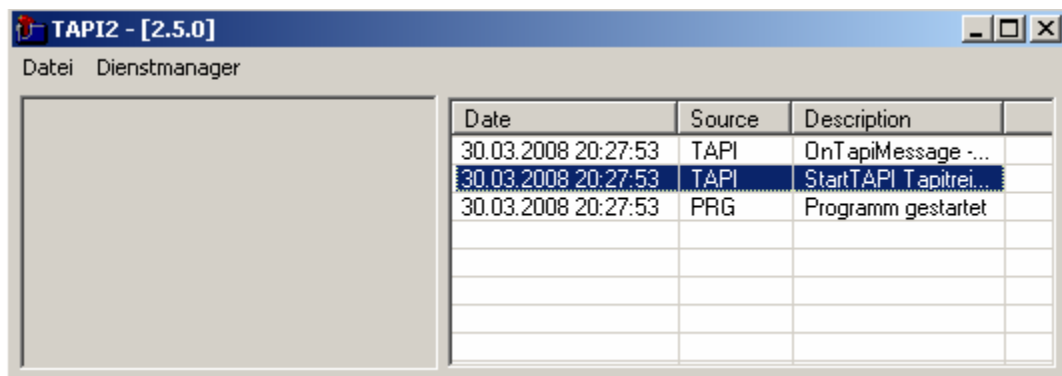 TAPI2 - [2.5.0]
Datei Dienstmanager
Date Source Description
30.03.2008 20:27:53 TAPI OnTapiMessage -...
30.03.2008 20:27:53 TAPI StartTAPI Tapitrei...
30.03.2008 20:27:53 PRG Programm gestartet